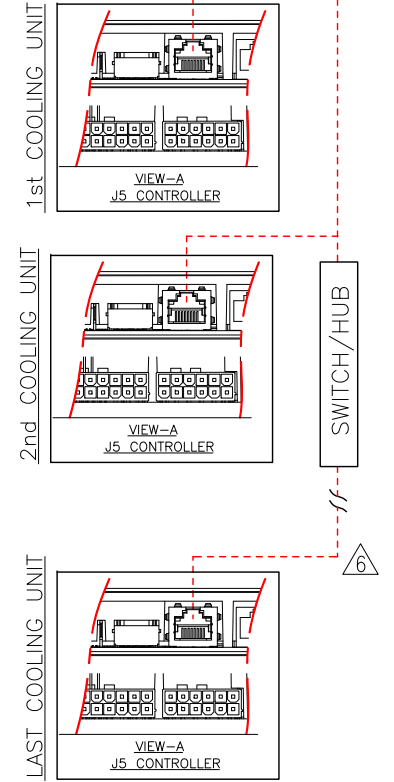 1st COOLING UNIT
VIEW-A
J5 CONTROLLER
2nd COOLING UNIT
VIEW-A
J5 CONTROLLER
SWITCH/HUB
6
LAST COOLING UNIT
VIEW-A
J5 CONTROLLER